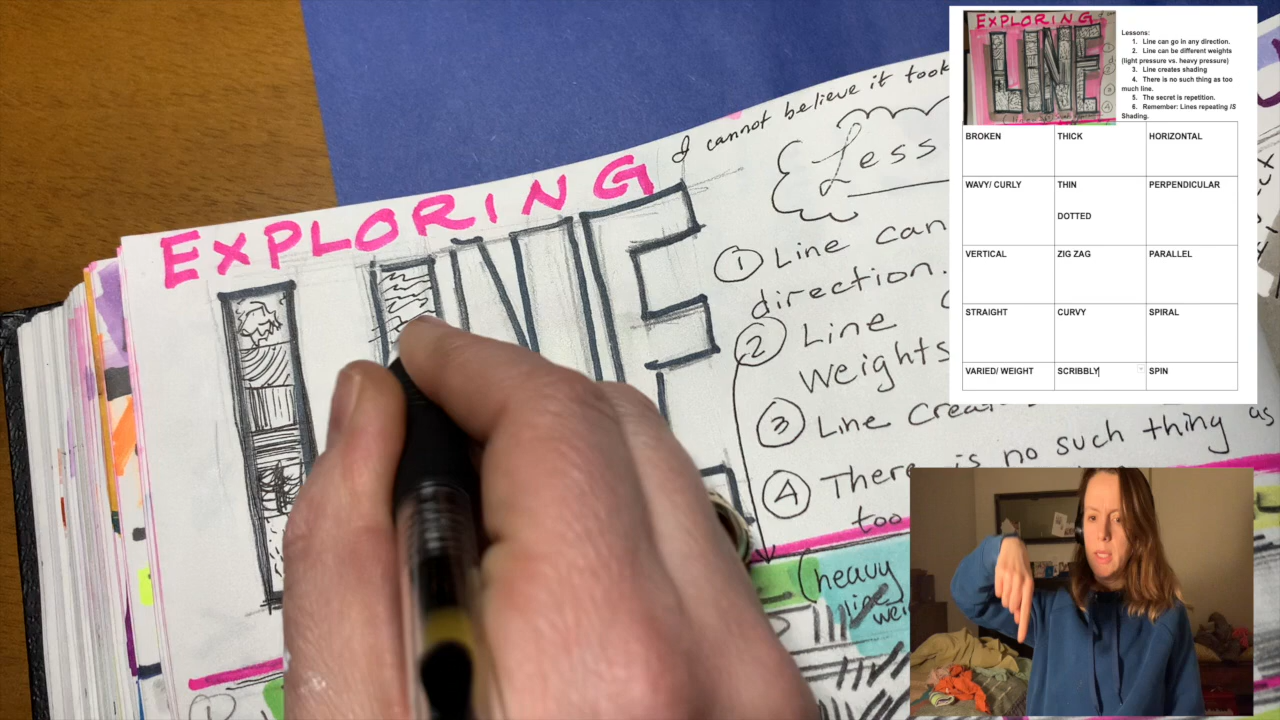 EXPLORING
I cannot believe it took
Less
LINE
① Line can
direction.
② Line
weights
③ Line Creat
④ There is no such thing as
too
(heavy
line
wei
EXPLORING
LINE
Lessons:
1. Line can go in any direction.
2. Line can be different weights
(light pressure vs. heavy pressure)
3. Line creates shading
4. There is no such thing as too
much line.
5. The secret is repetition.
6. Remember: Lines repeating IS
Shading.
BROKEN THICK HORIZONTAL
WAVY/ CURLY THIN PERPENDICULAR
DOTTED
VERTICAL ZIG ZAG PARALLEL
STRAIGHT CURVY SPIRAL
VARIED/ WEIGHT SCRIBBLY SPIN